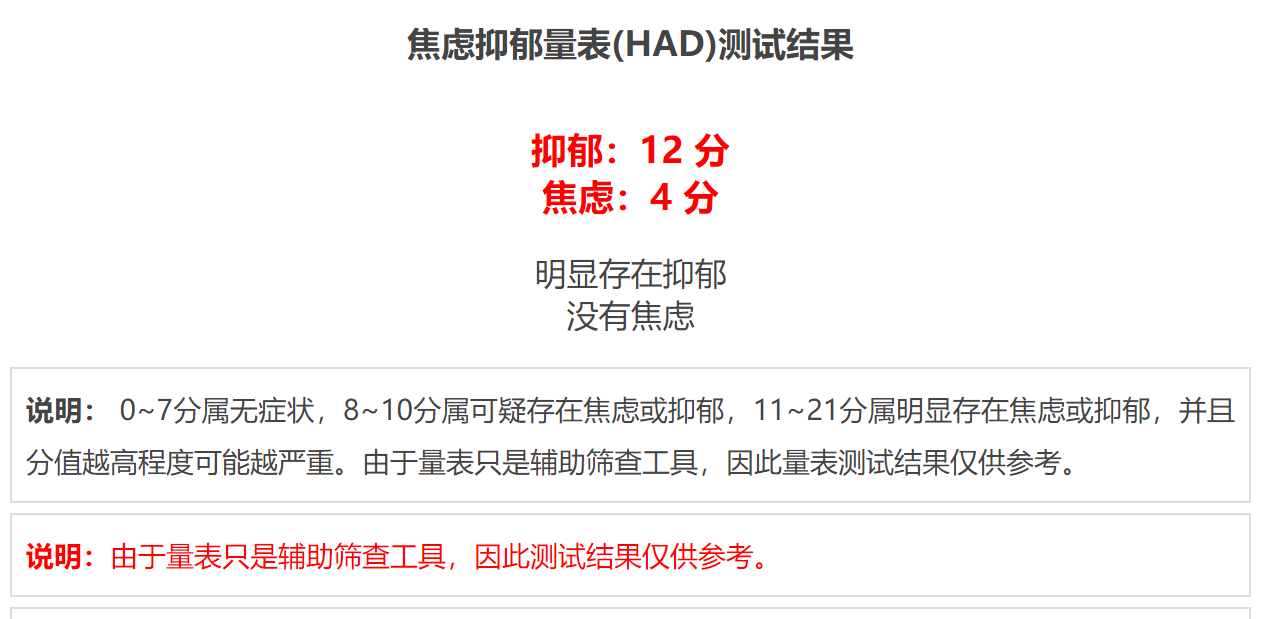 焦虑抑郁量表(HAD)测试结果
抑郁：12 分
焦虑：4 分
明显存在抑郁
没有焦虑
说明： 0~7分属无症状，8~10分属可疑存在焦虑或抑郁，11~21分属明显存在焦虑或抑郁，并且
分值越高程度可能越严重。由于量表只是辅助筛查工具，因此量表测试结果仅供参考。
说明：由于量表只是辅助筛查工具，因此测试结果仅供参考。